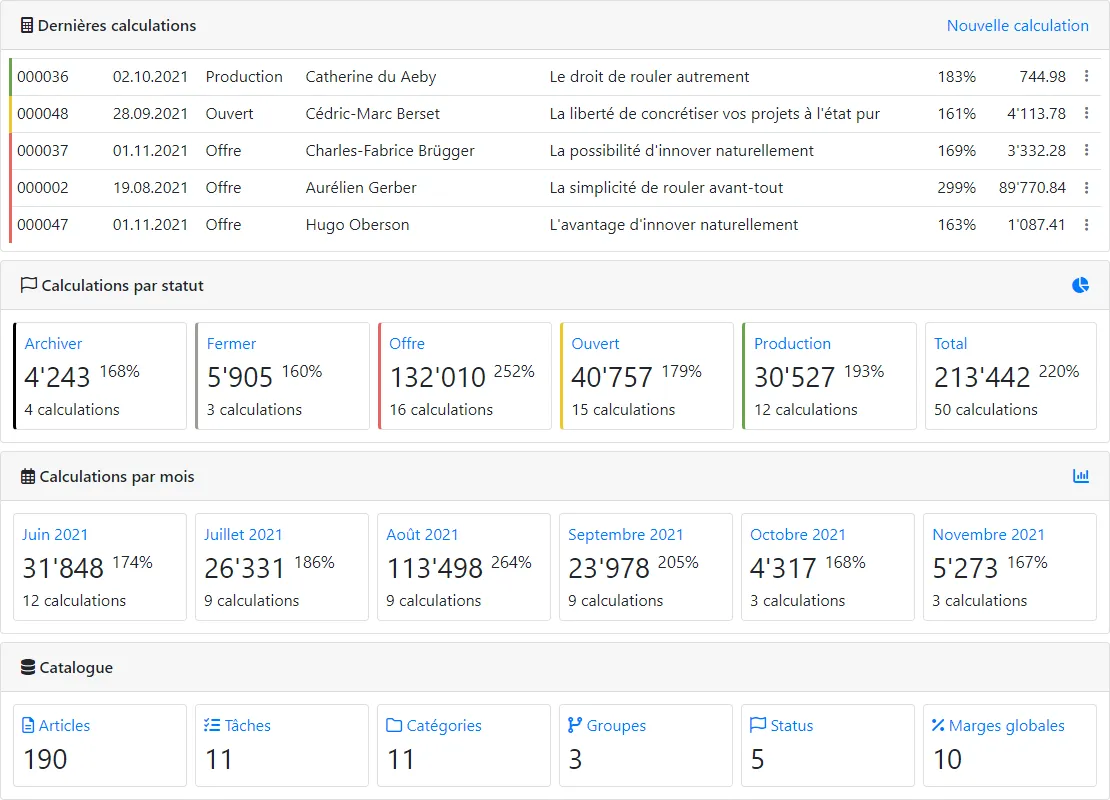 Dernières calculations Nouvelle calculation
000036 02.10.2021 Production Catherine du Aeby Le droit de rouler autrement 183% 744.98
000048 28.09.2021 Ouvert Cédric-Marc Berset La liberté de concrétiser vos projets à l'état pur 161% 4'113.78
000037 01.11.2021 Offre Charles-Fabrice Brügger La possibilité d'innover naturellement 169% 3'332.28
000002 19.08.2021 Offre Aurélien Gerber La simplicité de rouler avant-tout 299% 89'770.84
000047 01.11.2021 Offre Hugo Oberson L'avantage d'innover naturellement 163% 1'087.41
Calculations par statut
Archiver Fermer Offre Ouvert Production Total
4'243 168% 5'905 160% 132'010 252% 40'757 179% 30'527 193% 213'442 220%
4 calculations 3 calculations 16 calculations 15 calculations 12 calculations 50 calculations
Calculations par mois
Juin 2021 Juillet 2021 Août 2021 Septembre 2021 Octobre 2021 Novembre 2021
31'848 174% 26'331 186% 113'498 264% 23'978 205% 4'317 168% 5'273 167%
12 calculations 9 calculations 9 calculations 9 calculations 3 calculations 3 calculations
Catalogue
Articles Tâches Catégories Groupes Status Marges globales
190 11 11 3 5 10